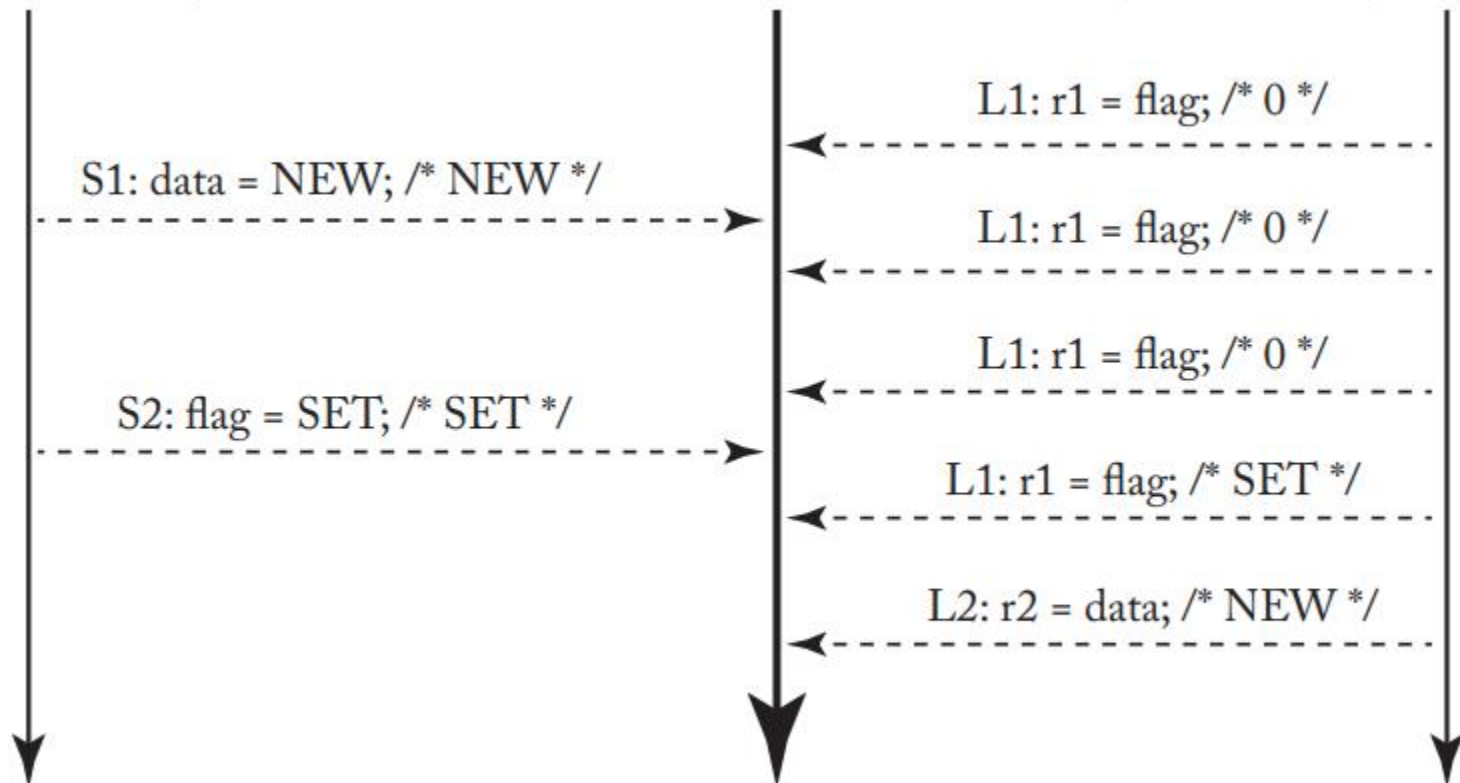 L1: r1 = flag; /* 0 */
S1: data = NEW; /* NEW */
L1: r1 = flag; /* 0 */
L1: r1 = flag; /* 0 */
S2: flag = SET; /* SET */
L1: r1 = flag; /* SET */
L2: r2 = data; /* NEW */